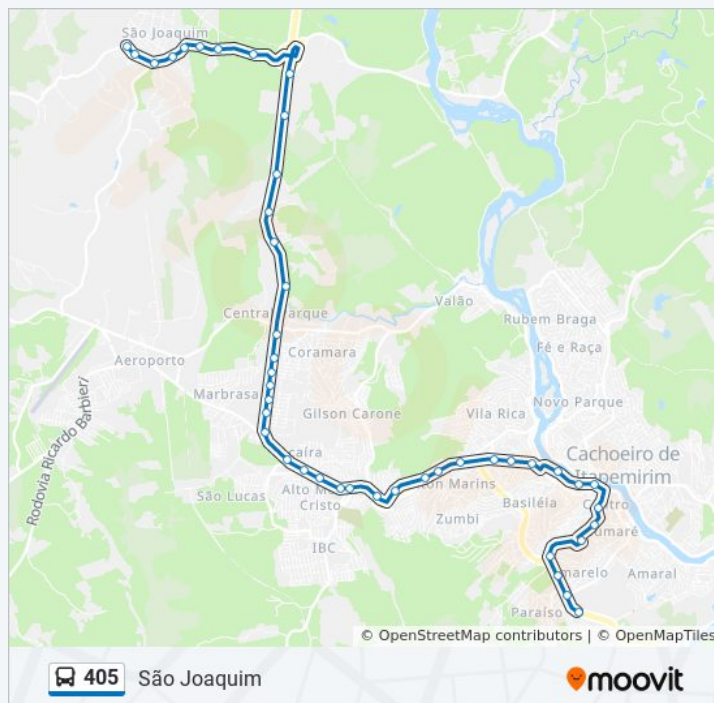 São Joaquim
Valão
Rubem Braga
Fé e Raça
Coramara
Aeroporto
Marbrasa
Gilson Carone
Vila Rica
Novo Parque
Rodovia Ricardo Barbieri
Cachoeiro de
Itapemirim
São Lucas
Cristo
Basiléia
Zumbi
IBC
Amaral
Paraíso
© OpenStreetMap contributors | © OpenMapTiles
405 São Joaquim
moovit